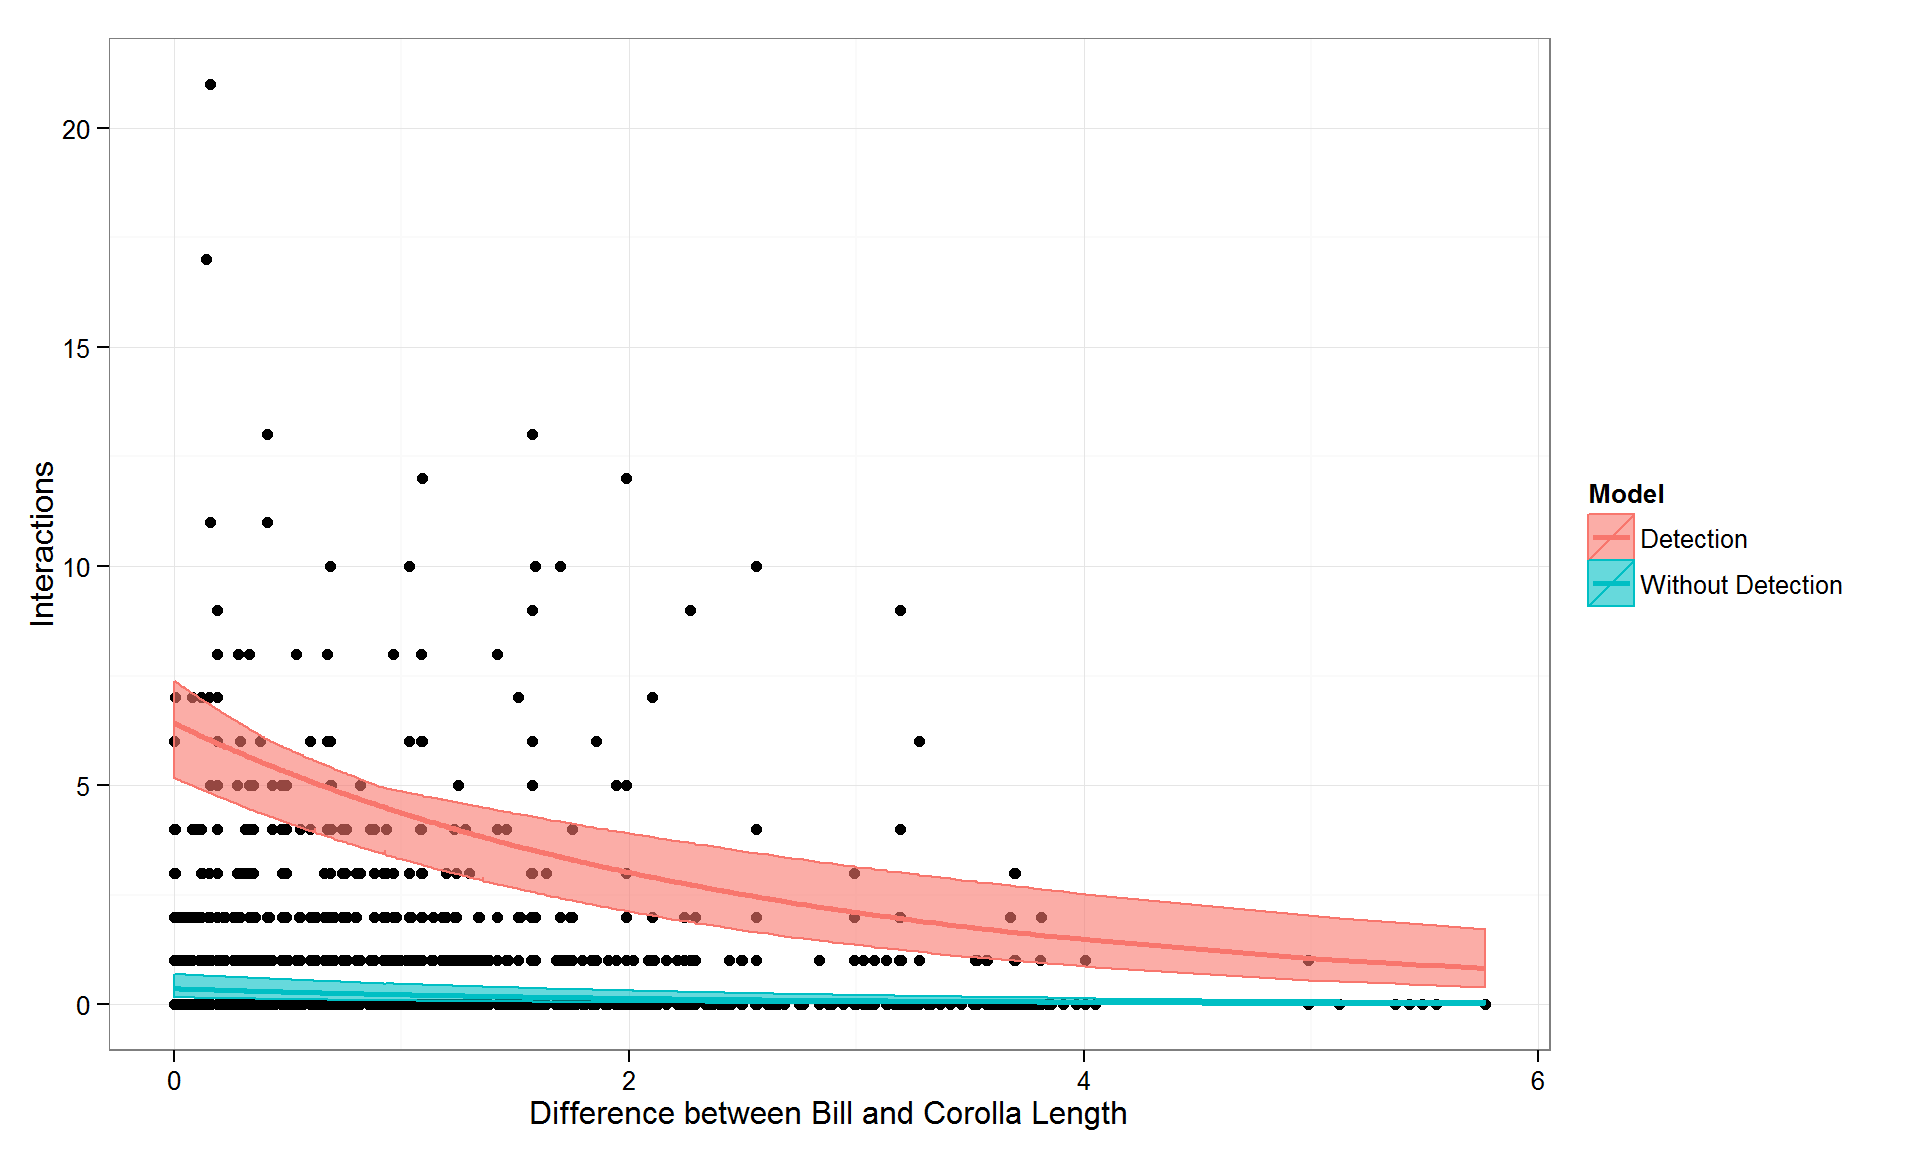 20
15
10
5
0
Interactions
0 2 4 6
Difference between Bill and Corolla Length
Model
Detection
Without Detection